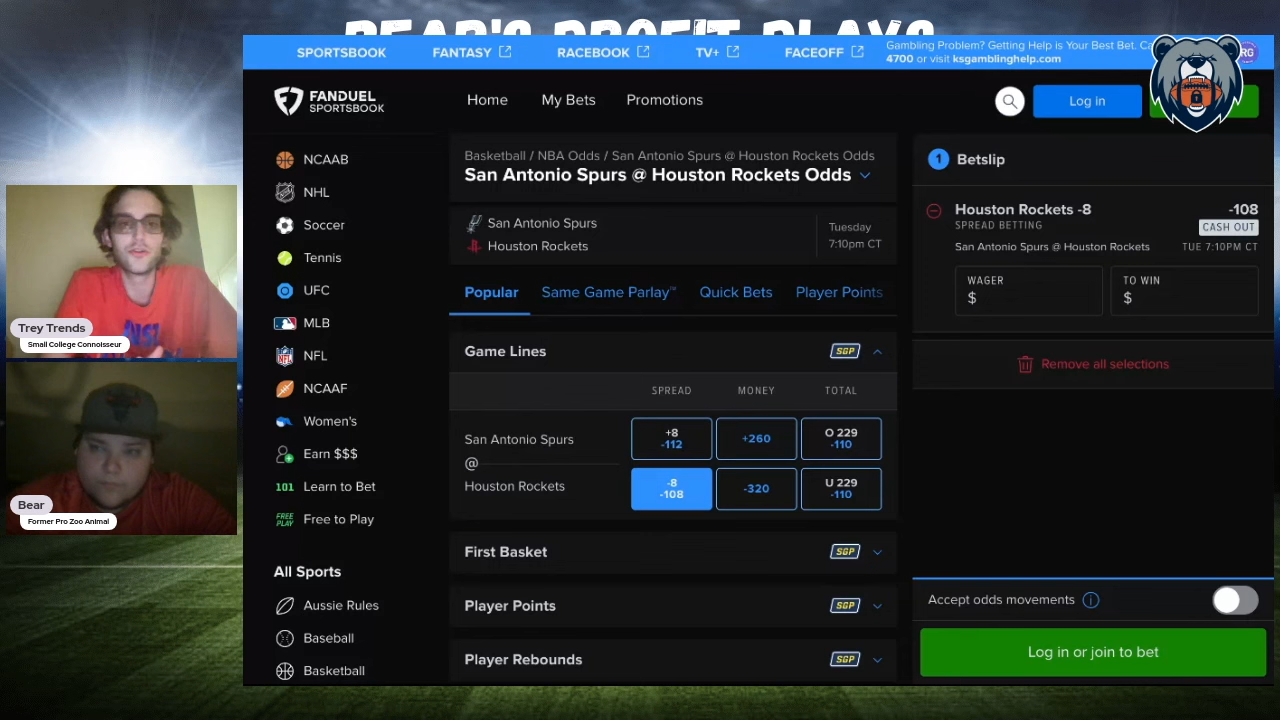 BEAR'S PROFIT PLAYS
SPORTSBOOK
FANTASY
RACEBOOK
TV+
FACEOFF
Gambling Problem? Getting Help is Your Best Bet.
4700 or visit ksgamblinghelp.com
RG
FANDUEL
SPORTSBOOK
Home
My Bets
Promotions
Log in
NCAAB
NHL
Soccer
Tennis
UFC
MLB
NFL
NCAAF
Women's
Earn $$$
101 Learn to Bet
FREE PLAY Free to Play
All Sports
Aussie Rules
Baseball
Basketball
Basketball / NBA Odds / San Antonio Spurs @ Houston Rockets Odds
San Antonio Spurs @ Houston Rockets Odds
San Antonio Spurs
Houston Rockets
Tuesday
7:10pm CT
Popular
Same Game Parlay™
Quick Bets
Player Points
Game Lines
SGP
SPREAD
MONEY
TOTAL
San Antonio Spurs
+8
-112
+260
O 229
-110
@
Houston Rockets
-8
-108
-320
U 229
-110
First Basket
SGP
Player Points
SGP
Player Rebounds
SGP
1 Betslip
Houston Rockets -8
-108
SPREAD BETTING
CASH OUT
San Antonio Spurs @ Houston Rockets
TUE 7:10PM CT
WAGER
$
TO WIN
$
Remove all selections
Accept odds movements
Log in or join to bet
Trey Trends
Small College Connoisseur
Bear
Former Pro Zoo Animal